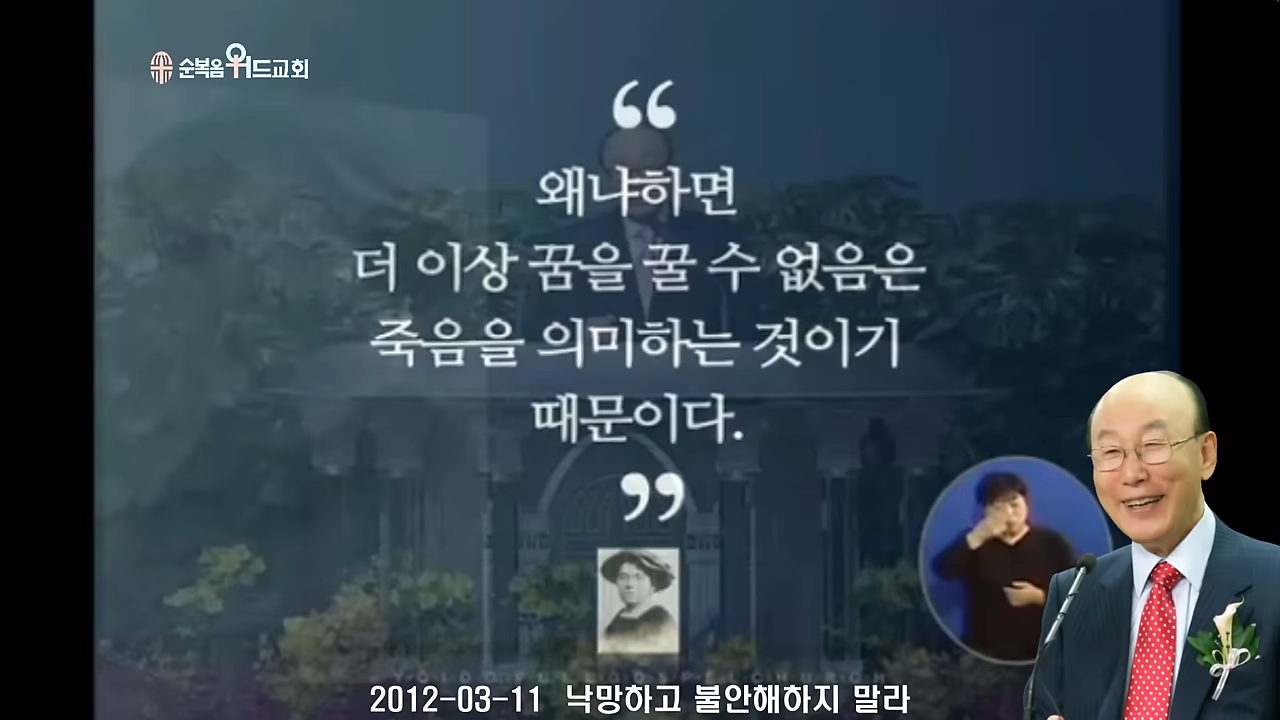 순복음위드교회
“
왜냐하면
더 이상 꿈을 꿀 수 없음은
죽음을 의미하는 것이기
때문이다.
”
2012-03-11 낙망하고 불안해하지 말라